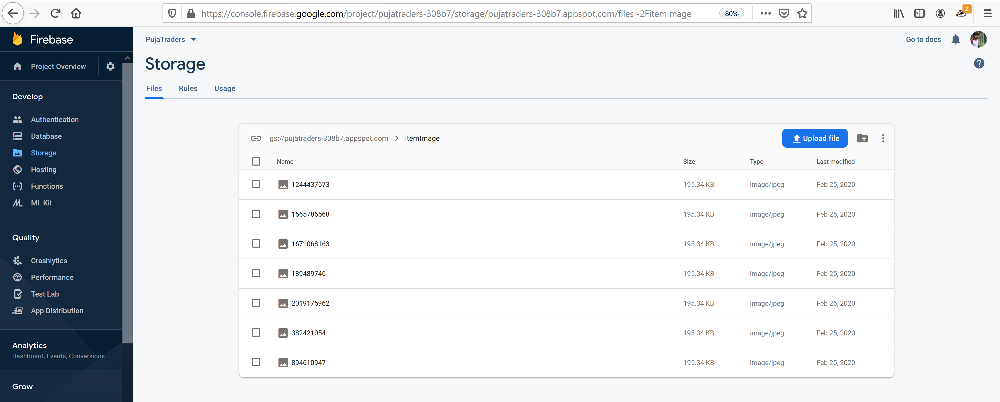 https://console.firebase.google.com/project/pujatraders-308b7/storage/pujatraders-308b7.appspot.com/files~2FitemImage
80%
2
Firebase
PujaTraders
Go to docs
Project Overview
Storage
Files
Rules
Usage
Develop
Authentication
Database
Storage
Hosting
Functions
ML Kit
Quality
Crashlytics
Performance
Test Lab
App Distribution
Analytics
Dashboard, Events, Conversions...
Grow
gs://pujatraders-308b7.appspot.com > itemImage
Upload file
Name Size Type Last modified
1244437673 195.34 KB image/jpeg Feb 25, 2020
1565786568 195.34 KB image/jpeg Feb 25, 2020
1671068163 195.34 KB image/jpeg Feb 25, 2020
189489746 195.34 KB image/jpeg Feb 25, 2020
2019175962 195.34 KB image/jpeg Feb 26, 2020
382421054 195.34 KB image/jpeg Feb 25, 2020
894610947 195.34 KB image/jpeg Feb 25, 2020